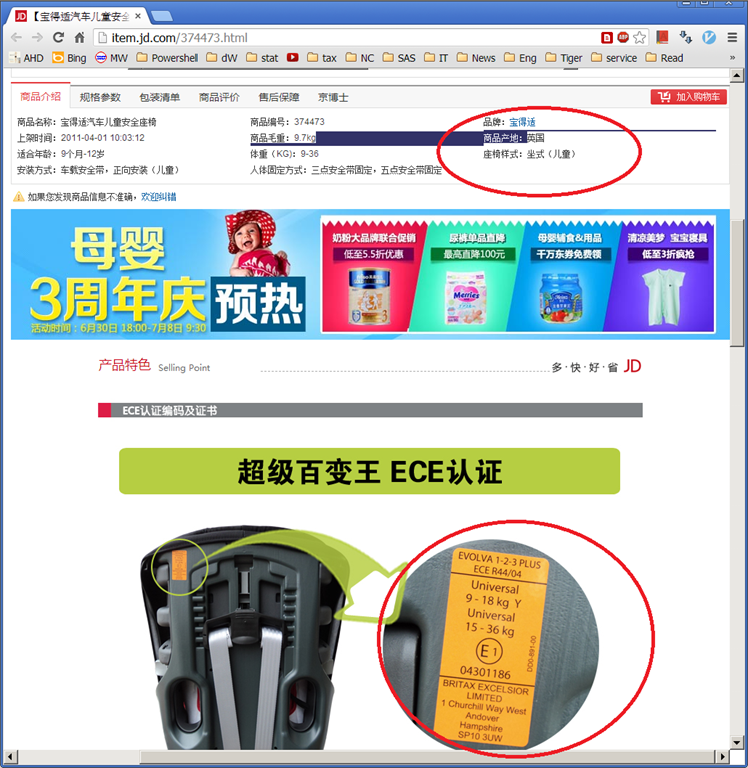 JD 【宝得适汽车儿童安全 ×
item.jd.com/374473.html
AHD Bing MW Powershell dW stat tax NC SAS IT News Eng Tiger service Read »
商品介绍 规格参数 包装清单 商品评价 售后保障 京博士 加入购物车
商品名称：宝得适汽车儿童安全座椅 商品编号：374473 品牌：宝得适
上架时间：2011-04-01 10:03:12 商品毛重：9.7kg 商品产地：英国
适合年龄：9个月-12岁 体重（KG）：9-36 座椅样式：坐式（儿童）
安装方式：车载安全带，正向安装（儿童） 人体固定方式：三点安全带固定，五点安全带固定
如果您发现商品信息不准确，欢迎纠错
母婴
3周年庆 预热
活动时间：6月30日 18:00-7月8日 9:30
奶粉大品牌联合促销
低至5.5折优惠
尿裤单品直降
最高直降100元
Merries
母婴辅食&用品
千万东券免费领
Heinz
清凉美梦 宝宝寝具
低至3折疯抢
产品特色 Selling Point 多·快·好·省 JD
ECE认证编码及证书
超级百变王 ECE认证
EVOLVA 1-2-3 PLUS
ECE R44/04
Universal
9 - 18 kg Y
Universal
15 - 36 kg
E 1
04301186
DD0-891-00
BRITAX EXCELSIOR
LIMITED
1 Churchill Way West
Andover
Hampshire
SP10 3UW